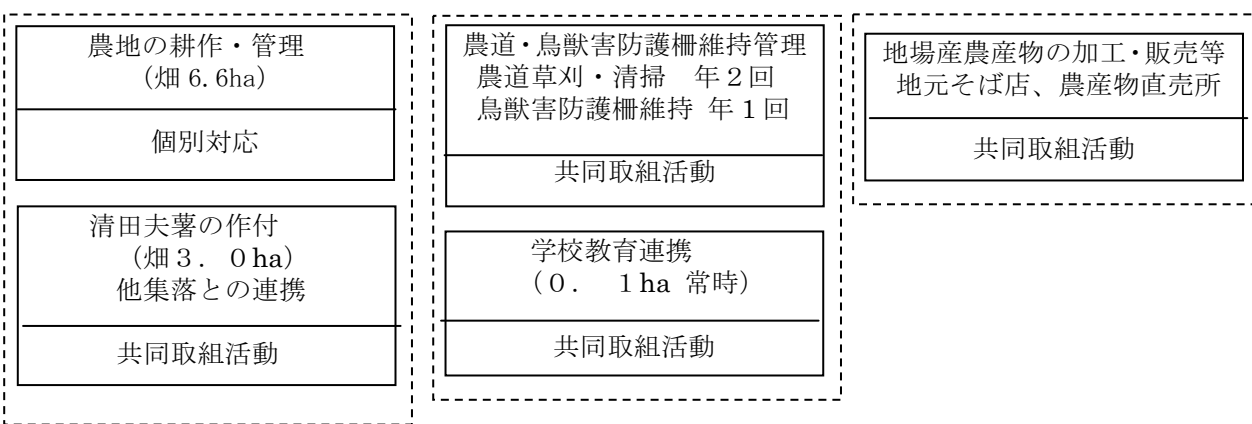 農地の耕作・管理
（畑 6.6ha）
個別対応
清田夫薯の作付
（畑３．０ha）
他集落との連携
共同取組活動
農道・鳥獣害防護柵維持管理
農道草刈・清掃　年２回
鳥獣害防護柵維持 年１回
共同取組活動
学校教育連携
（０．１ha 常時）
共同取組活動
地場産農産物の加工・販売等
地元そば店、農産物直売所
共同取組活動